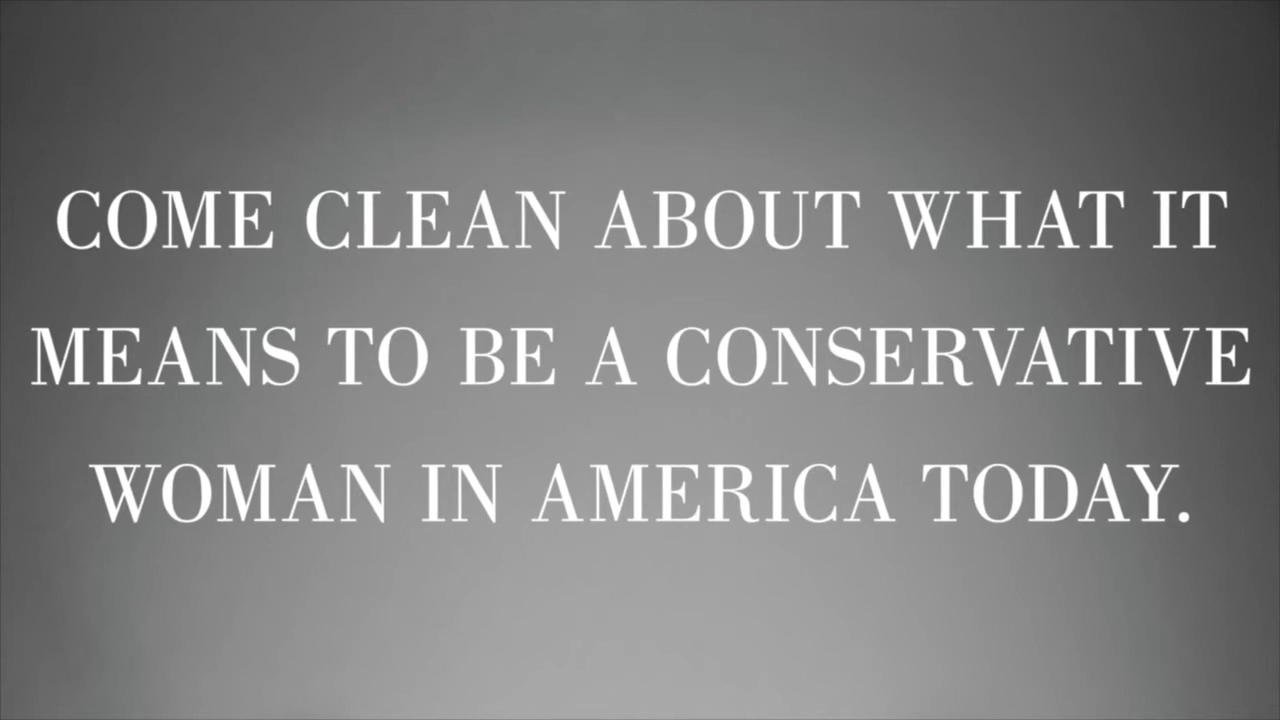 COME CLEAN ABOUT WHAT IT
MEANS TO BE A CONSERVATIVE
WOMAN IN AMERICA TODAY.